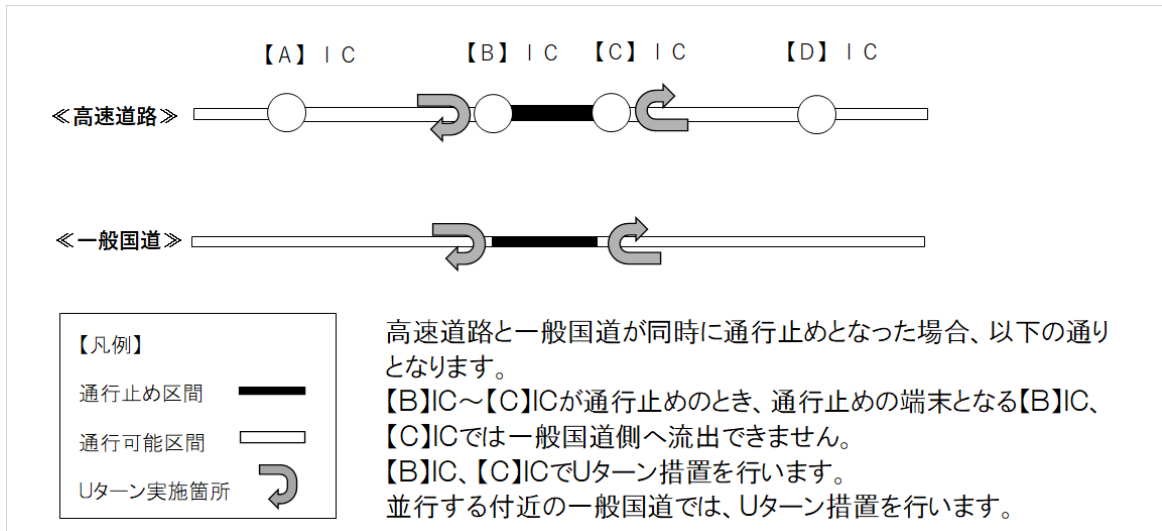 【A】IC 【B】IC 【C】IC 【D】IC
≪高速道路≫
≪一般国道≫
【凡例】
通行止め区間
通行可能区間
Uターン実施箇所
高速道路と一般国道が同時に通行止めとなった場合、以下の通り
となります。
【B】IC～【C】ICが通行止めのとき、通行止めの端末となる【B】IC、
【C】ICでは一般国道側へ流出できません。
【B】IC、【C】ICでUターン措置を行います。
並行する付近の一般国道では、Uターン措置を行います。